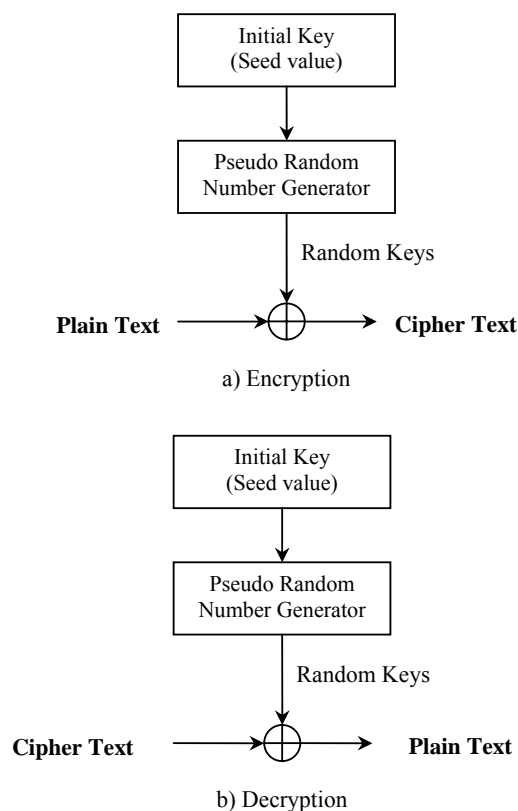 Initial Key
(Seed value)
Pseudo Random
Number Generator
Random Keys
Plain Text
Cipher Text
a) Encryption
Initial Key
(Seed value)
Pseudo Random
Number Generator
Random Keys
Cipher Text
Plain Text
b) Decryption